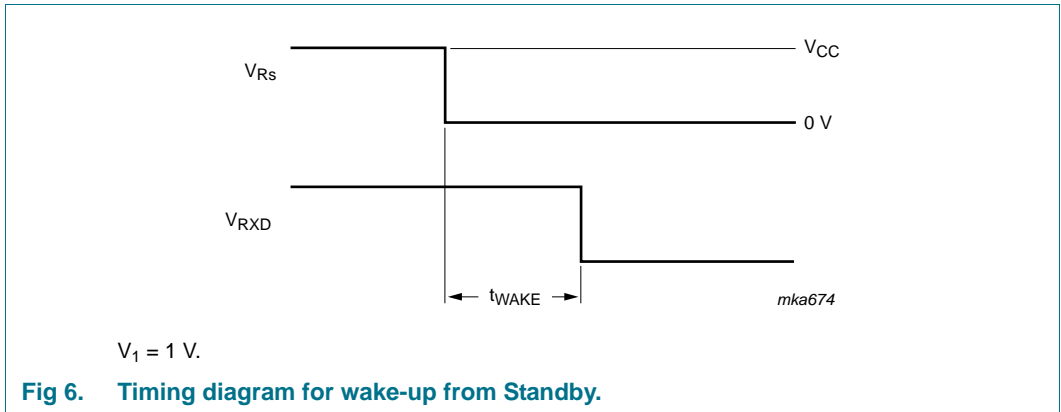 V_CC
V_Rs
0 V
V_RXD
t_WAKE
mka674
V_1 = 1 V.
Fig 6. Timing diagram for wake-up from Standby.